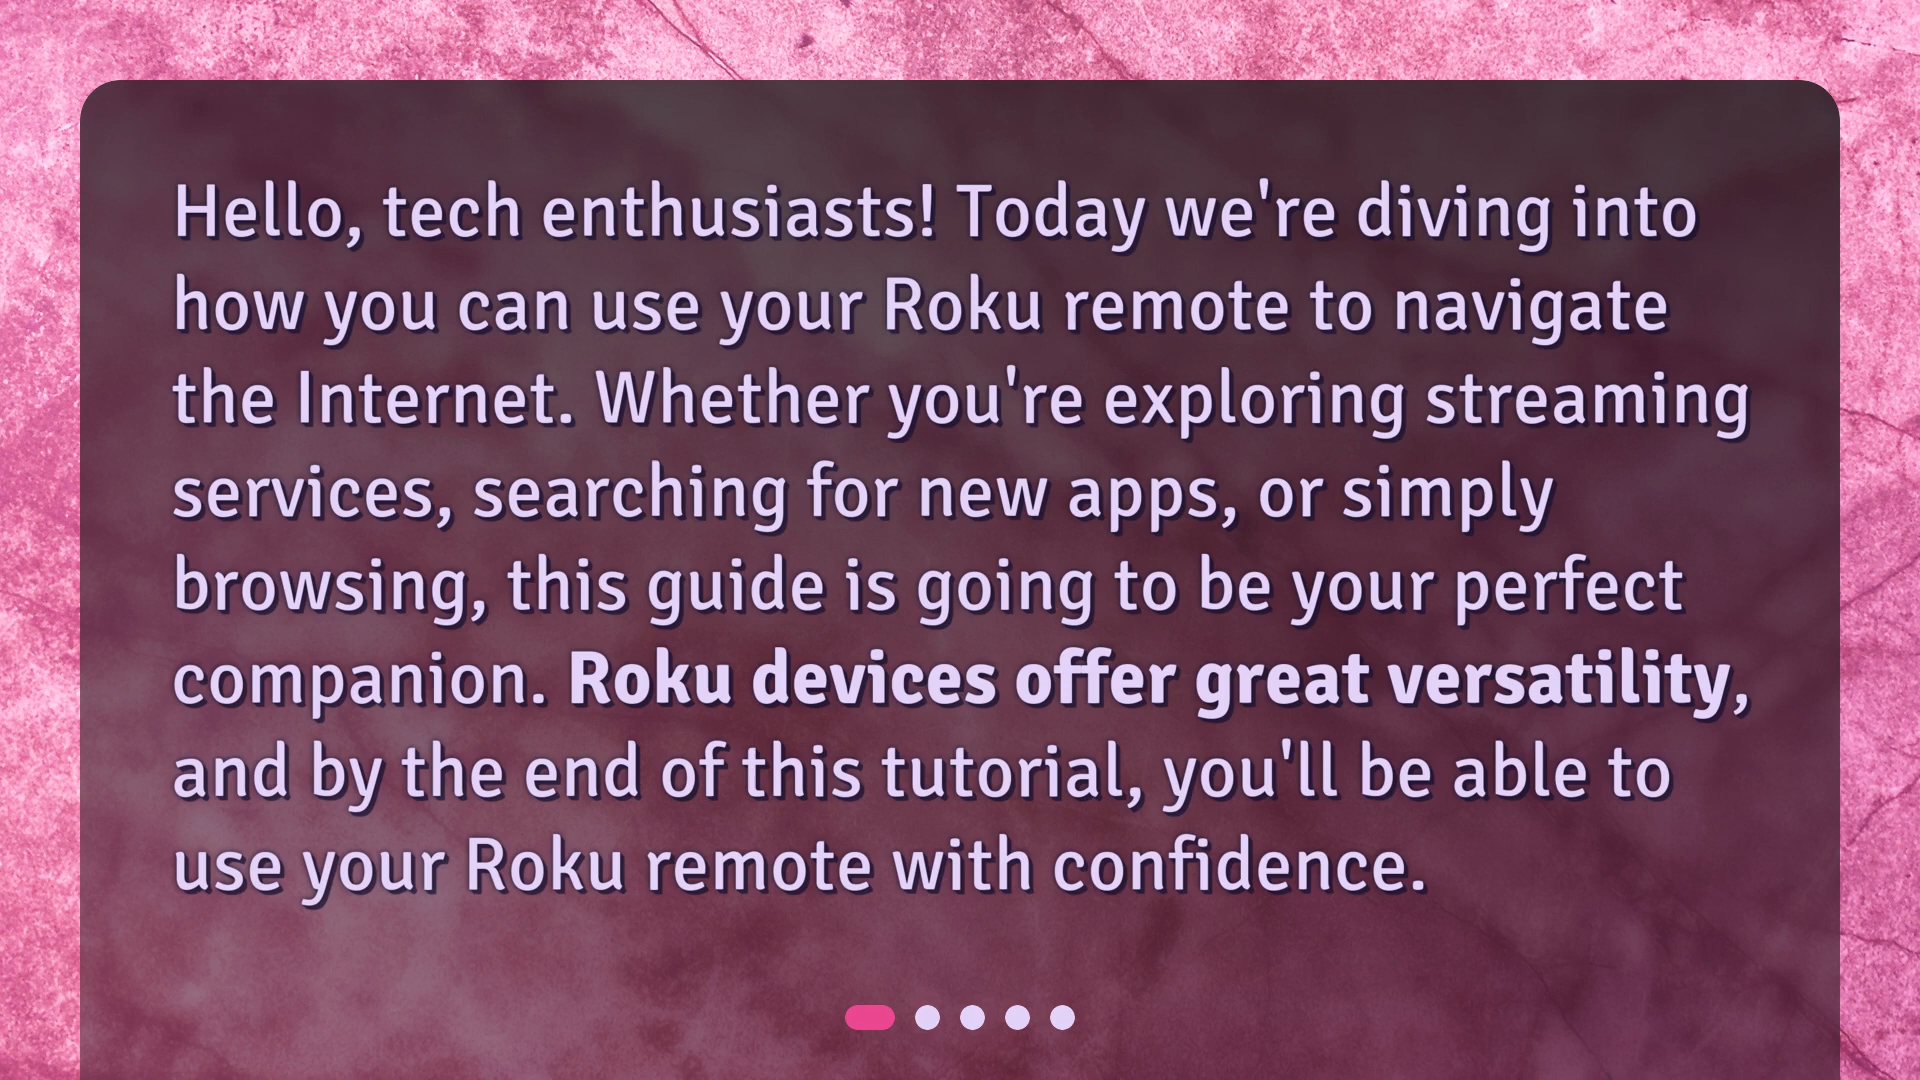 Hello, tech enthusiasts! Today we're diving into
how you can use your Roku remote to navigate
the Internet. Whether you're exploring streaming
services, searching for new apps, or simply
browsing, this guide is going to be your perfect
companion. Roku devices offer great versatility,
and by the end of this tutorial, you'll be able to
use your Roku remote with confidence.